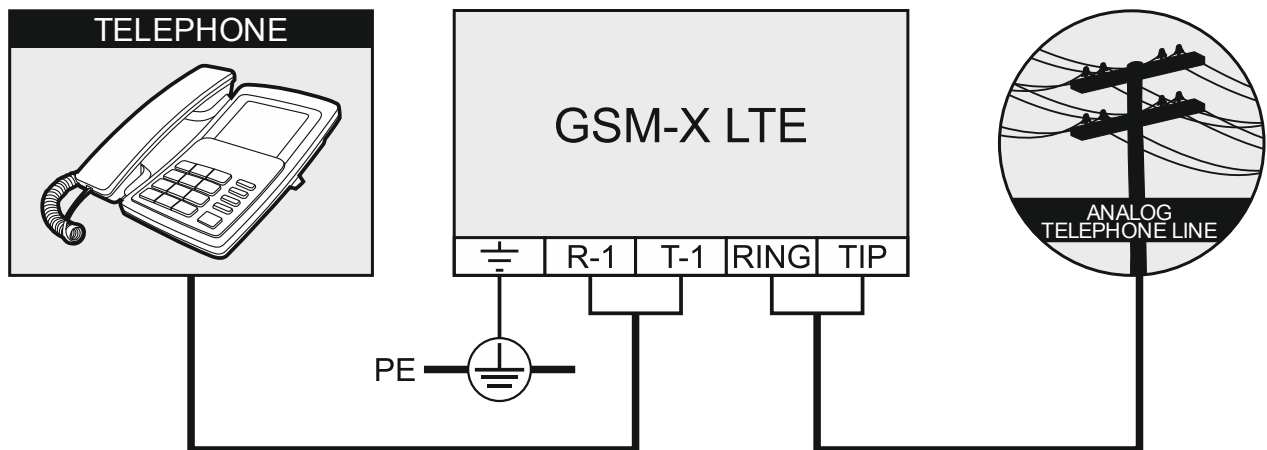 TELEPHONE
GSM-X LTE
ANALOG
TELEPHONE LINE
R-1 T-1 RING TIP
PE